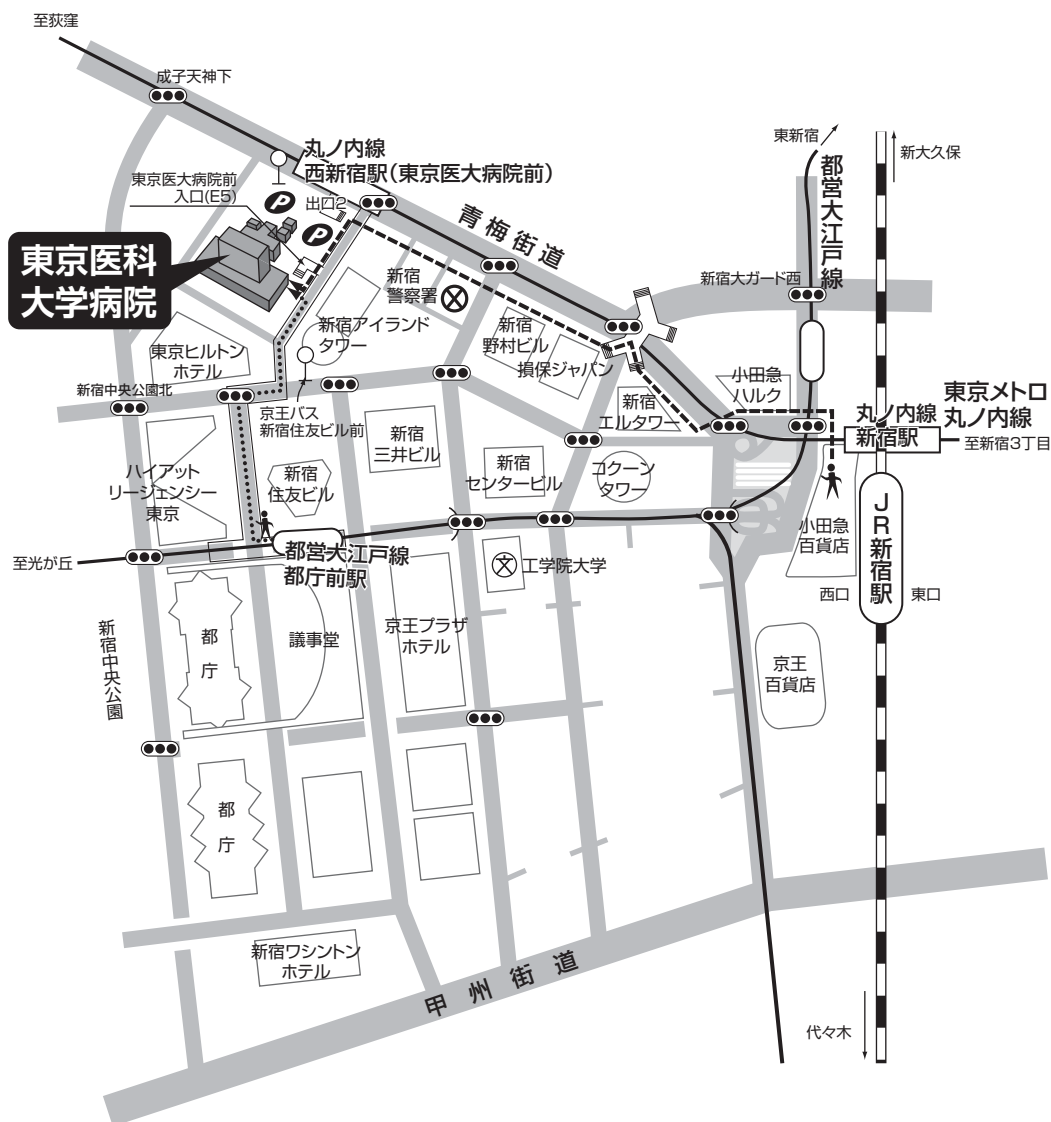 至荻窪
成子天神下
東新宿
新大久保
都営大江戸線
丸ノ内線
西新宿駅(東京医大病院前)
東京医大病院前
入口(E5)
出口2
P
P
青梅街道
東京医科
大学病院
新宿
警察署
新宿大ガード西
新宿アイランド
タワー
新宿
野村ビル
損保ジャパン
東京ヒルトン
ホテル
小田急
ハルク
新宿中央公園北
京王バス
新宿住友ビル前
新宿
エルタワー
東京メトロ
丸ノ内線
丸ノ内線
新宿駅
至新宿3丁目
新宿
三井ビル
新宿
センタービル
コクーン
タワー
ハイアット
リージェンシー
東京
新宿
住友ビル
小田急
百貨店
JR新宿駅
至光が丘
都営大江戸線
都庁前駅
文
工学院大学
西口
東口
新宿中央公園
都庁
議事堂
京王プラザ
ホテル
京王
百貨店
都庁
新宿ワシントン
ホテル
甲州街道
代々木